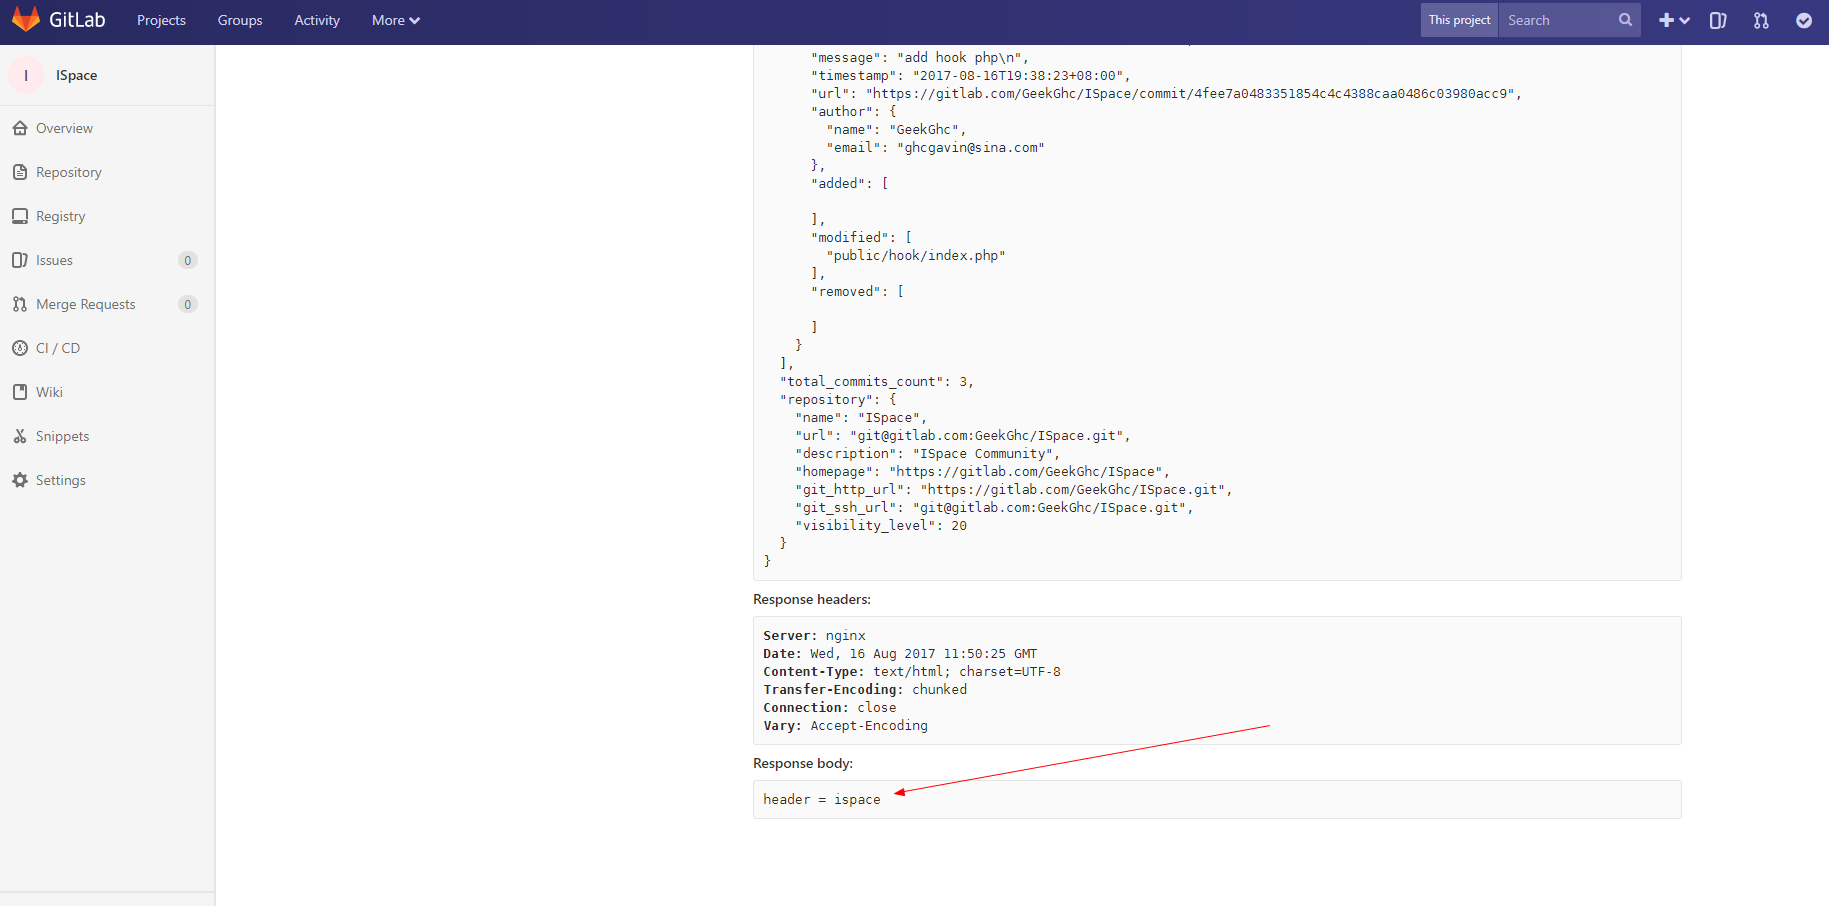 GitLab Projects Groups Activity More This project Search
I ISpace
Overview
Repository
Registry
Issues 0
Merge Requests 0
CI / CD
Wiki
Snippets
Settings
"message": "add hook php\n",
"timestamp": "2017-08-16T19:38:23+08:00",
"url": "https://gitlab.com/GeekGhc/ISpace/commit/4fee7a0483351854c4c4388caa0486c03980acc9",
"author": {
"name": "GeekGhc",
"email": "ghcgavin@sina.com"
},
"added": [
],
"modified": [
"public/hook/index.php"
],
"removed": [
]
}
],
"total_commits_count": 3,
"repository": {
"name": "ISpace",
"url": "git@gitlab.com:GeekGhc/ISpace.git",
"description": "ISpace Community",
"homepage": "https://gitlab.com/GeekGhc/ISpace",
"git_http_url": "https://gitlab.com/GeekGhc/ISpace.git",
"git_ssh_url": "git@gitlab.com:GeekGhc/ISpace.git",
"visibility_level": 20
}
}
Response headers:
Server: nginx
Date: Wed, 16 Aug 2017 11:50:25 GMT
Content-Type: text/html; charset=UTF-8
Transfer-Encoding: chunked
Connection: close
Vary: Accept-Encoding
Response body:
header = ispace